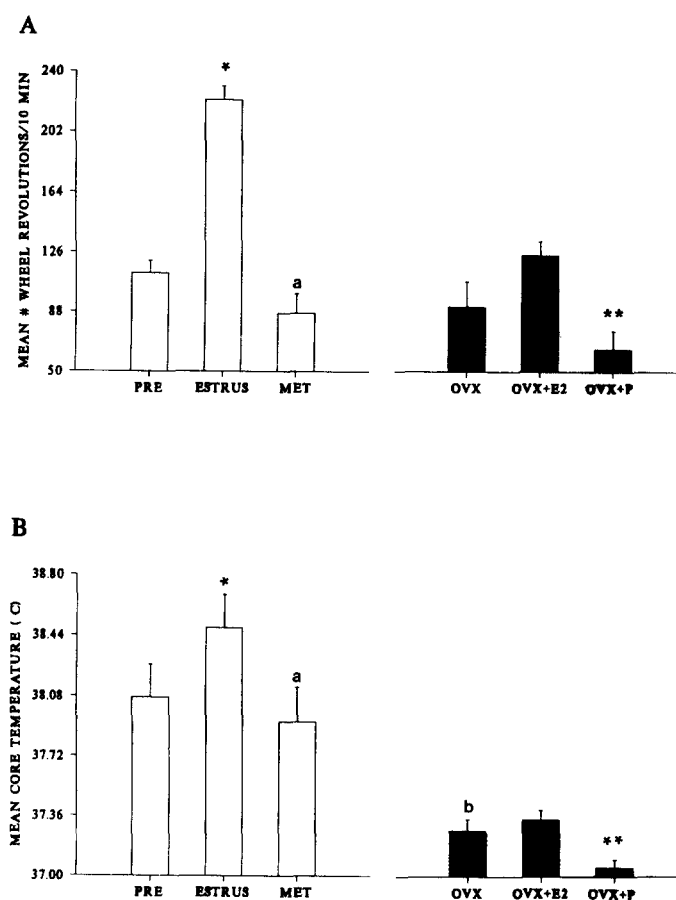 A
MEAN # WHEEL REVOLUTIONS/10 MIN
240
202
164
126
88
50
*
a
**
PRE ESTRUS MET
OVX OVX+E2 OVX+P
B
MEAN CORE TEMPERATURE ( C)
38.80
38.44
38.08
37.72
37.36
37.00
*
a
b
**
PRE ESTRUS MET
OVX OVX+E2 OVX+P